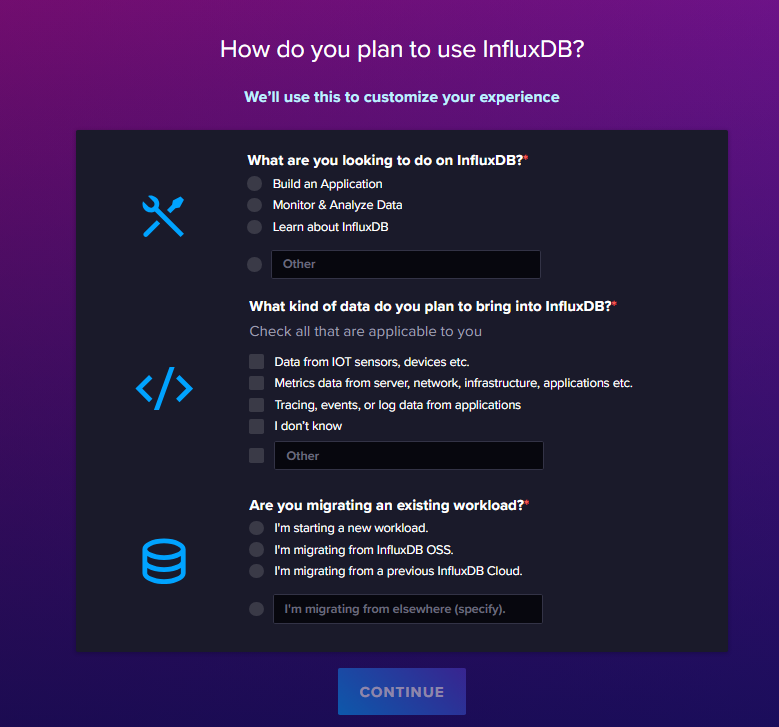 How do you plan to use InfluxDB?
We'll use this to customize your experience
What are you looking to do on InfluxDB?*
Build an Application
Monitor & Analyze Data
Learn about InfluxDB
Other
What kind of data do you plan to bring into InfluxDB?*
Check all that are applicable to you
Data from IOT sensors, devices etc.
Metrics data from server, network, infrastructure, applications etc.
Tracing, events, or log data from applications
I don't know
Other
Are you migrating an existing workload?*
I'm starting a new workload.
I'm migrating from InfluxDB OSS.
I'm migrating from a previous InfluxDB Cloud.
I'm migrating from elsewhere (specify).
CONTINUE